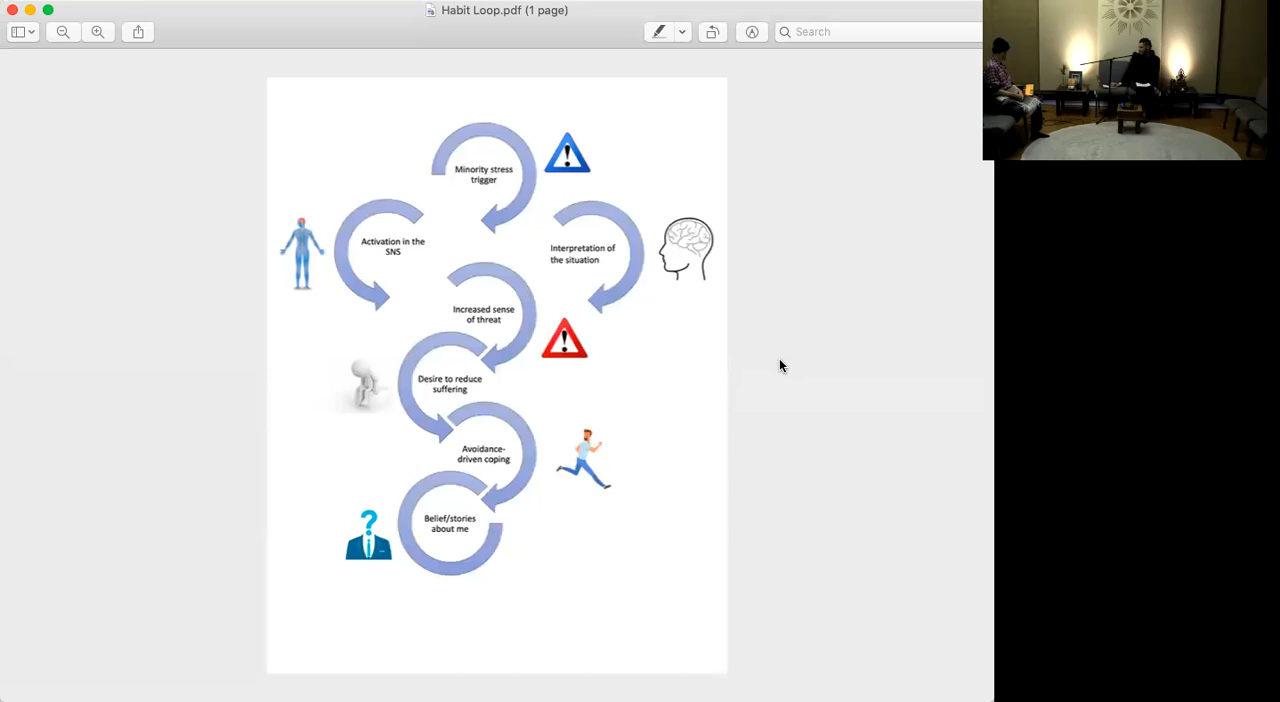 Habit Loop.pdf (1 page)
Search
Minority stress
trigger
Activation in the
SNS
Interpretation of
the situation
Increased sense
of threat
Desire to reduce
suffering
Avoidance-
driven coping
Belief/stories
about me